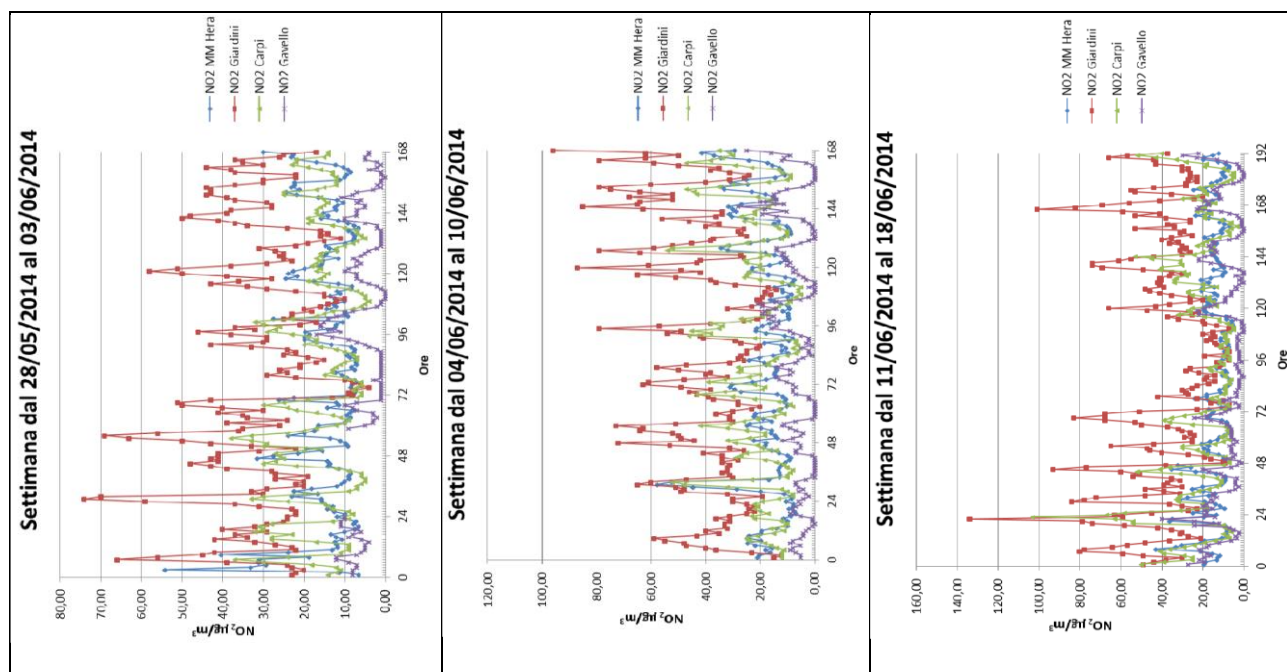 Settimana dal 28/05/2014 al 03/06/2014
NO2 MM Hera
NO2 Giardini
NO2 Carpi
NO2 Gavello
NO₂ µg/m³
80,00
70,00
60,00
50,00
40,00
30,00
20,00
10,00
0,00
0
24
48
72
96
120
144
168
Ore
Settimana dal 04/06/2014 al 10/06/2014
NO2 MM Hera
NO2 Giardini
NO2 Carpi
NO2 Gavello
NO₂ µg/m³
120,00
100,00
80,00
60,00
40,00
20,00
0,00
0
24
48
72
96
120
144
168
Ore
Settimana dal 11/06/2014 al 18/06/2014
NO2 MM Hera
NO2 Giardini
NO2 Carpi
NO2 Gavello
NO₂ µg/m³
160,00
140,00
120,00
100,00
80,00
60,00
40,00
20,00
0,00
0
24
48
72
96
120
144
168
192
Ore